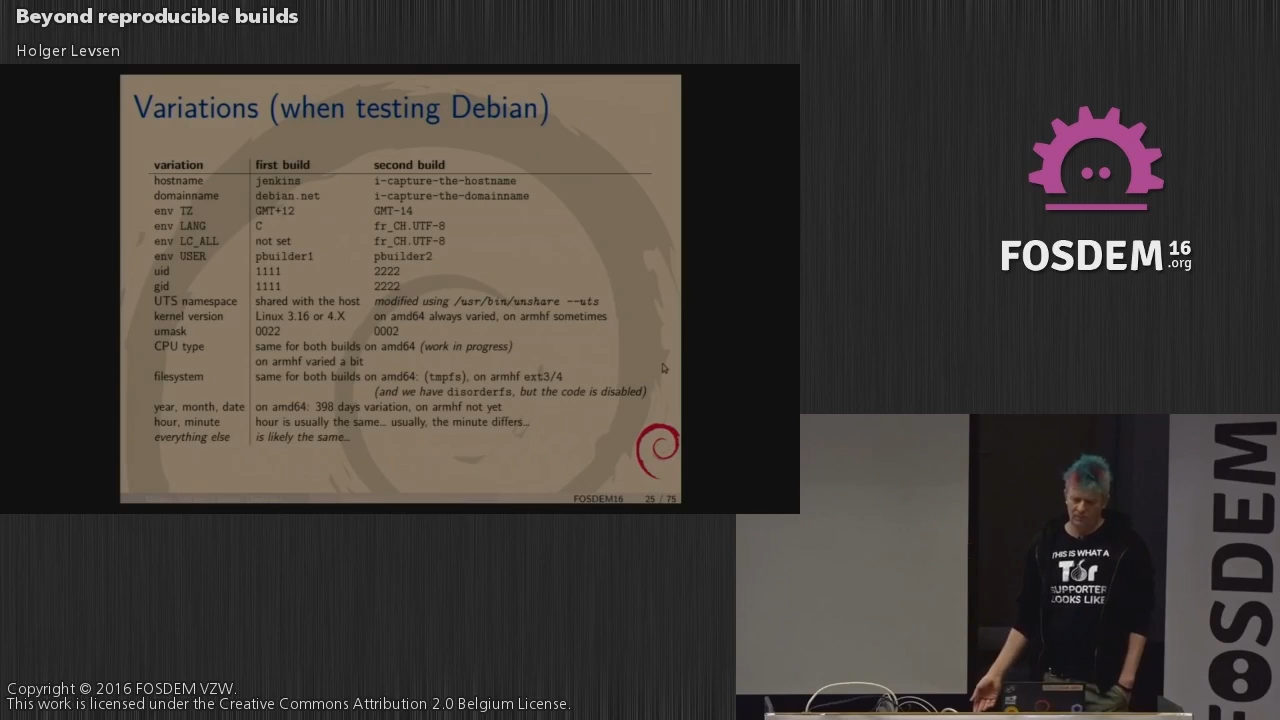 Beyond reproducible builds
Holger Levsen
Variations (when testing Debian)
variation first build second build
hostname jenkins i-capture-the-hostname
domainname debian.net i-capture-the-domainname
env TZ GMT+12 GMT-14
env LANG C fr_CH.UTF-8
env LC_ALL not set fr_CH.UTF-8
env USER pbuilder1 pbuilder2
uid 1111 2222
gid 1111 2222
UTS namespace shared with the host modified using /usr/bin/unshare --uts
kernel version Linux 3.16 or 4.X on amd64 always varied, on armhf sometimes
umask 0022 0002
CPU type same for both builds on amd64 (work in progress)
on armhf varied a bit
filesystem same for both builds on amd64: (tmpfs), on armhf ext3/4
(and we have disorderfs, but the code is disabled)
year, month, date on amd64: 398 days variation, on armhf not yet
hour, minute hour is usually the same... usually, the minute differs...
everything else is likely the same...
FOSDEM16 25 / 75
FOSDEM 16
.org
THIS IS WHAT A
Tor
SUPPORTER
LOOKS LIKE
FOSDEM
Copyright © 2016 FOSDEM VZW.
This work is licensed under the Creative Commons Attribution 2.0 Belgium License.